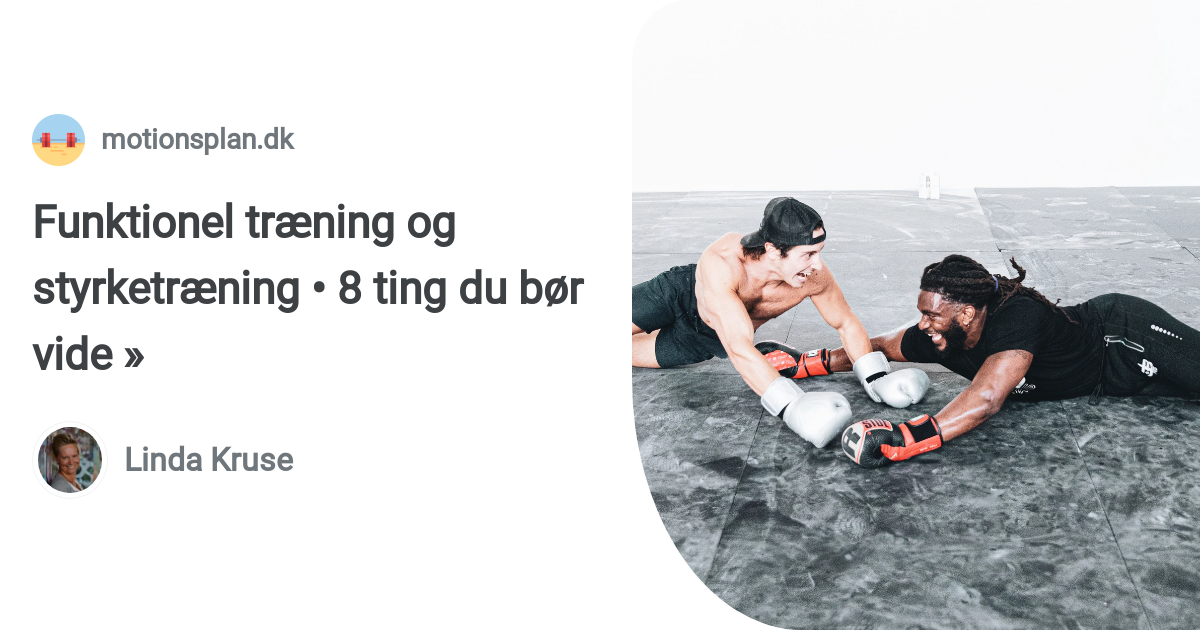 motionsplan.dk
Funktionel træning og
styrketræning • 8 ting du bør
vide »
Linda Kruse